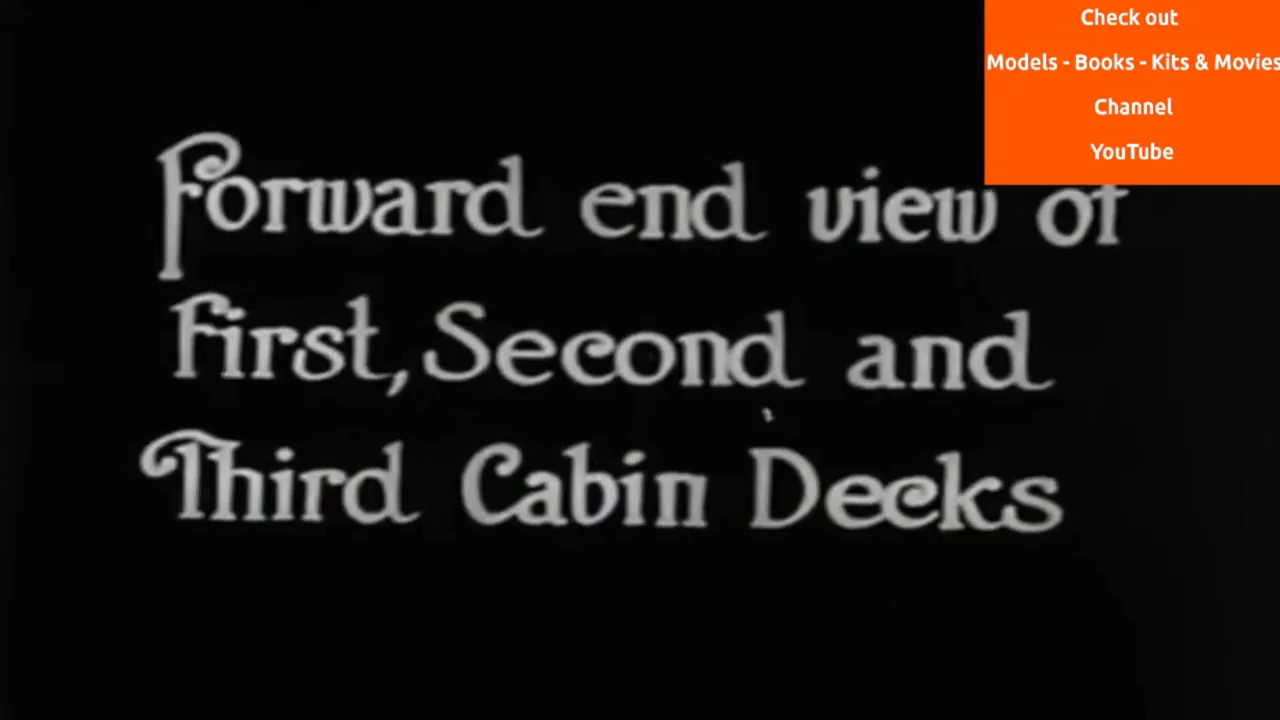 Check out
Models - Books - Kits & Movies
Channel
YouTube
Forward end view of
First, Second and
Third Cabin Decks